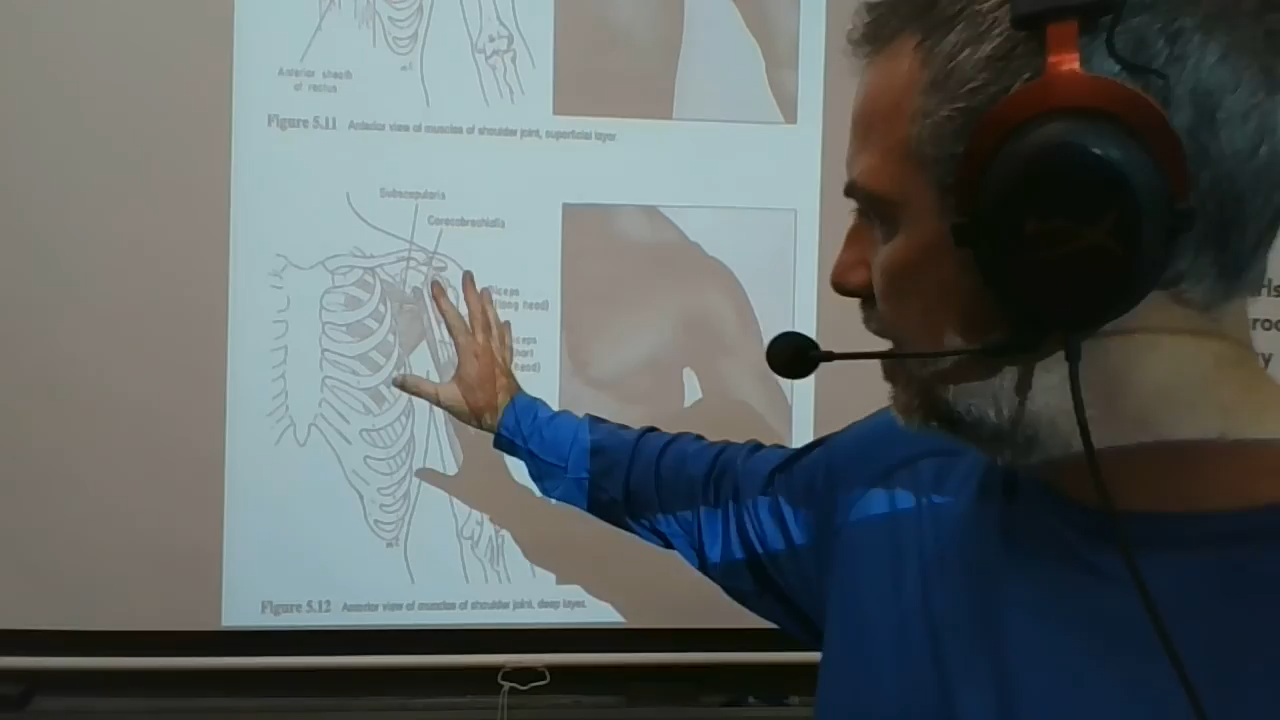 Anterior sheath
of rectus
Figure 5.11 Anterior view of muscles of shoulder joint, superficial layer.
Subscapularis
Coracobrachialis
Biceps
(long head)
head)
Figure 5.12 Anterior view of muscles of shoulder joint, deep layer.